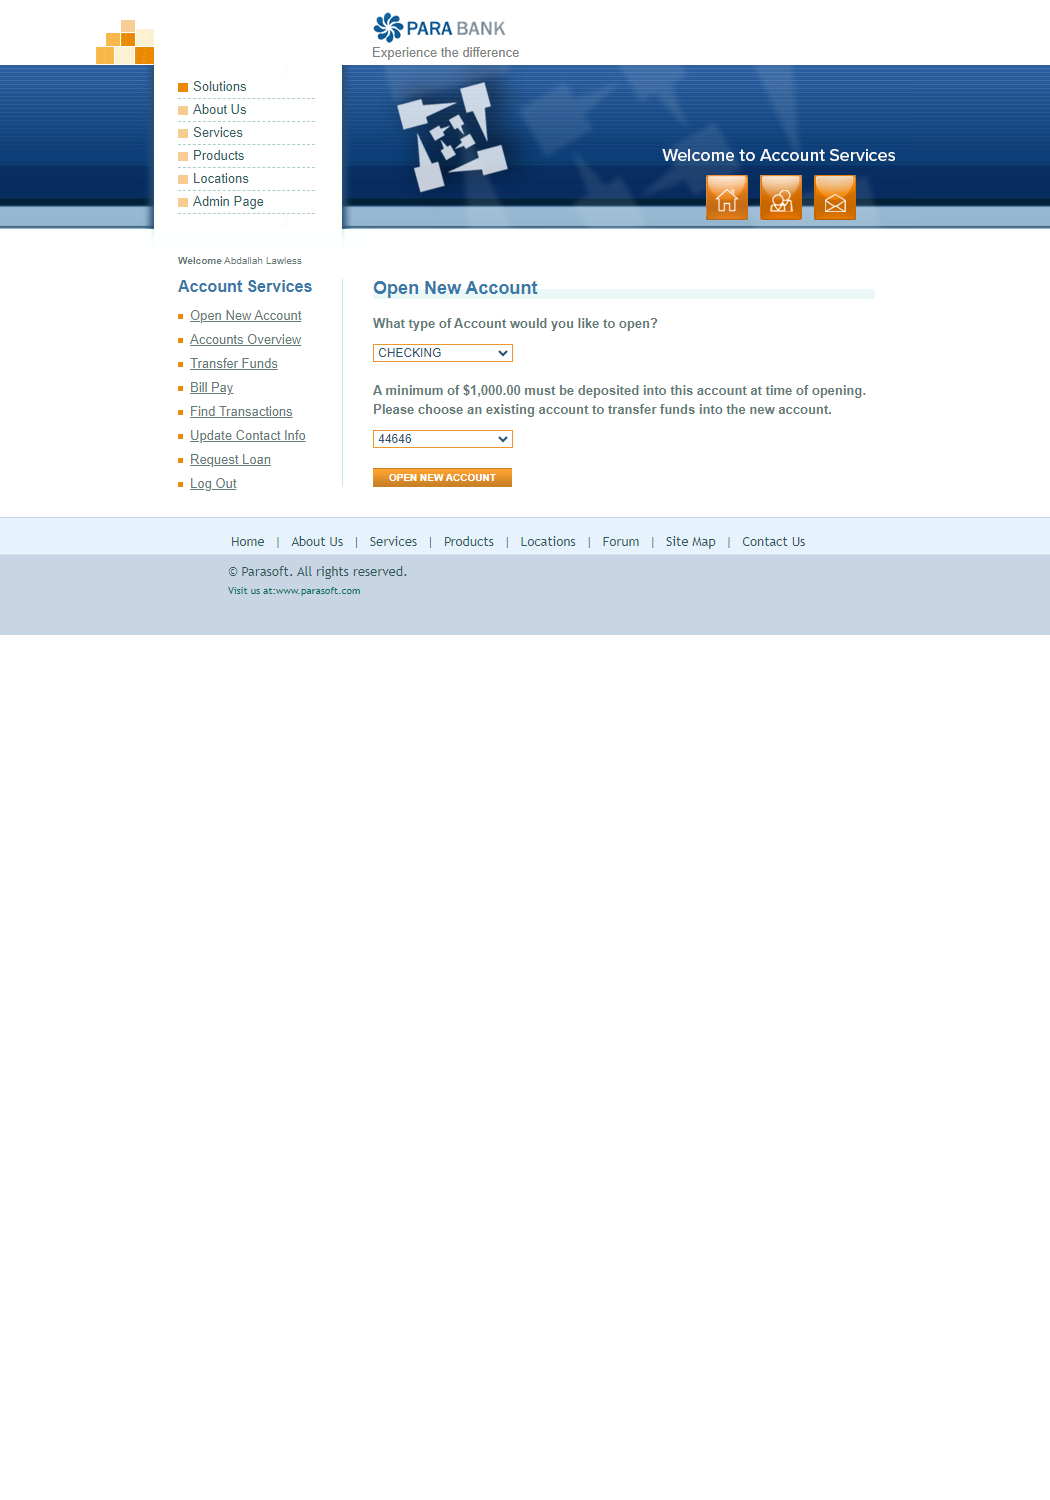 PARA BANK
Experience the difference
Solutions
About Us
Services
Products
Locations
Admin Page
Welcome to Account Services
Welcome Abdallah Lawless
Account Services
Open New Account
Accounts Overview
Transfer Funds
Bill Pay
Find Transactions
Update Contact Info
Request Loan
Log Out
Open New Account
What type of Account would you like to open?
CHECKING
A minimum of $1,000.00 must be deposited into this account at time of opening.
Please choose an existing account to transfer funds into the new account.
44646
OPEN NEW ACCOUNT
Home | About Us | Services | Products | Locations | Forum | Site Map | Contact Us
© Parasoft. All rights reserved.
Visit us at:www.parasoft.com